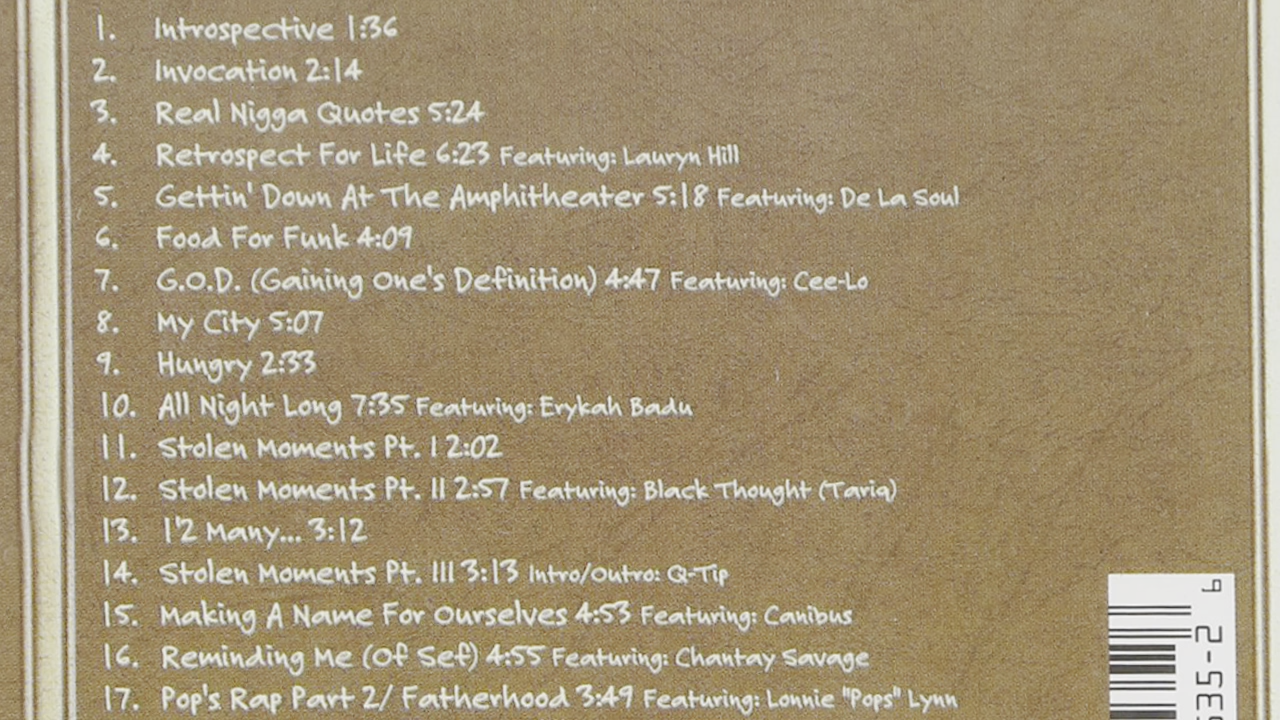 1. Introspective 1:36
2. Invocation 2:14
3. Real Nigga Quotes 5:24
4. Retrospect For Life 6:23 Featuring: Lauryn Hill
5. Gettin' Down At The Amphitheater 5:18 Featuring: De La Soul
6. Food For Funk 4:09
7. G.O.D. (Gaining One's Definition) 4:47 Featuring: Cee-Lo
8. My City 5:07
9. Hungry 2:33
10. All Night Long 7:35 Featuring: Erykah Badu
11. Stolen Moments Pt. I 2:02
12. Stolen Moments Pt. II 2:57 Featuring: Black Thought (Tariq)
13. 1'2 Many... 3:12
14. Stolen Moments Pt. III 3:13 Intro/Outro: Q-Tip
15. Making A Name For Ourselves 4:53 Featuring: Canibus
16. Reminding Me (Of Sef) 4:55 Featuring: Chantay Savage
17. Pop's Rap Part 2/ Fatherhood 3:49 Featuring: Lonnie "Pops" Lynn
535-2 6